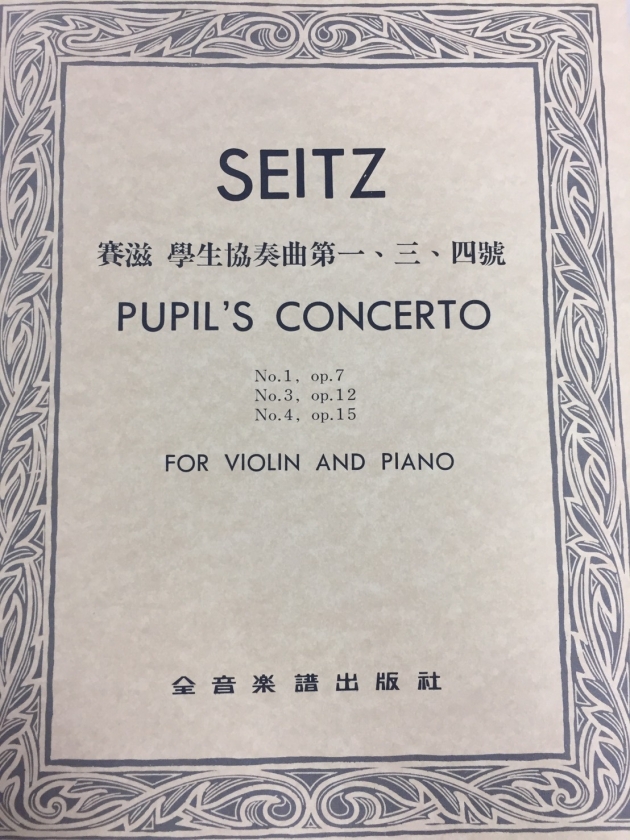 SEITZ
賽滋 學生協奏曲第一、三、四號
PUPIL'S CONCERTO
No.1, op.7
No.3, op.12
No.4, op.15
FOR VIOLIN AND PIANO
全音楽譜出版社